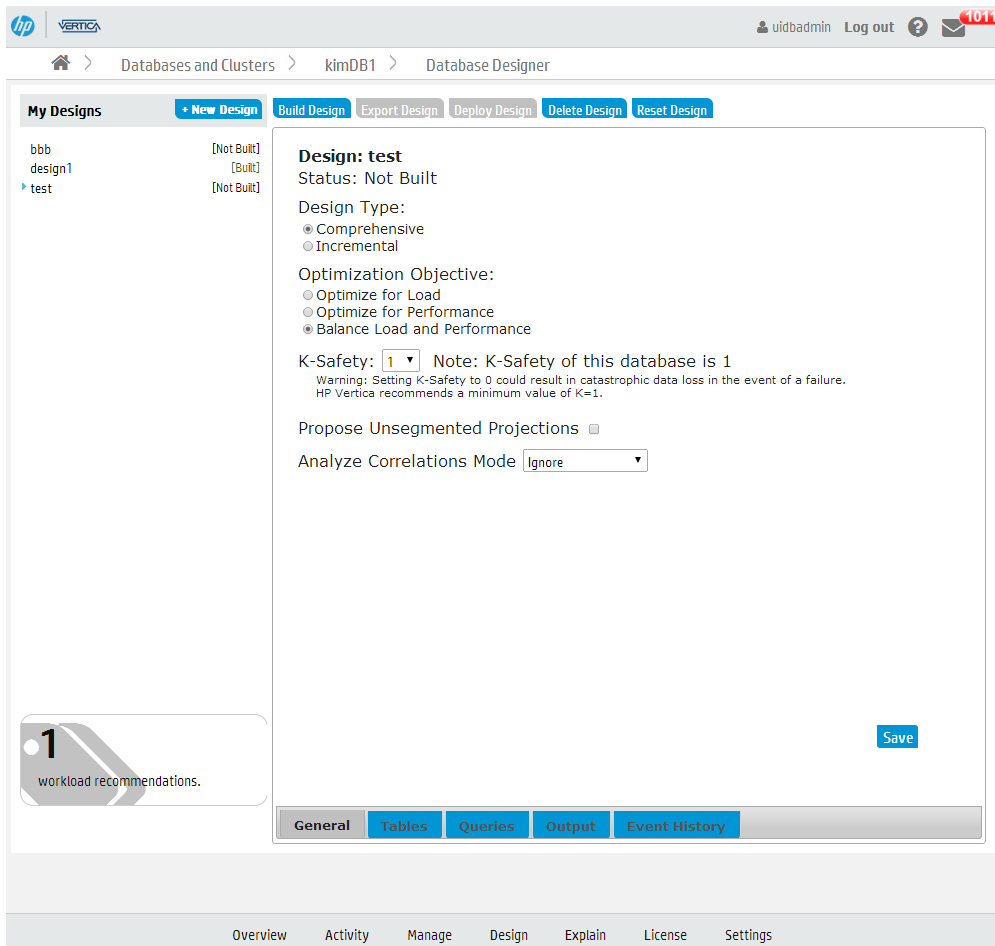 hp VERTICA uidbadmin Log out ? 1011
Databases and Clusters kimDB1 Database Designer
My Designs + New Design Build Design Export Design Deploy Design Delete Design Reset Design
bbb [Not Built]
design1 [Built]
test [Not Built]
Design: test
Status: Not Built
Design Type:
Comprehensive
Incremental
Optimization Objective:
Optimize for Load
Optimize for Performance
Balance Load and Performance
K-Safety: 1 Note: K-Safety of this database is 1
Warning: Setting K-Safety to 0 could result in catastrophic data loss in the event of a failure.
HP Vertica recommends a minimum value of K=1.
Propose Unsegmented Projections
Analyze Correlations Mode Ignore
Save
1
workload recommendations.
General Tables Queries Output Event History
Overview Activity Manage Design Explain License Settings